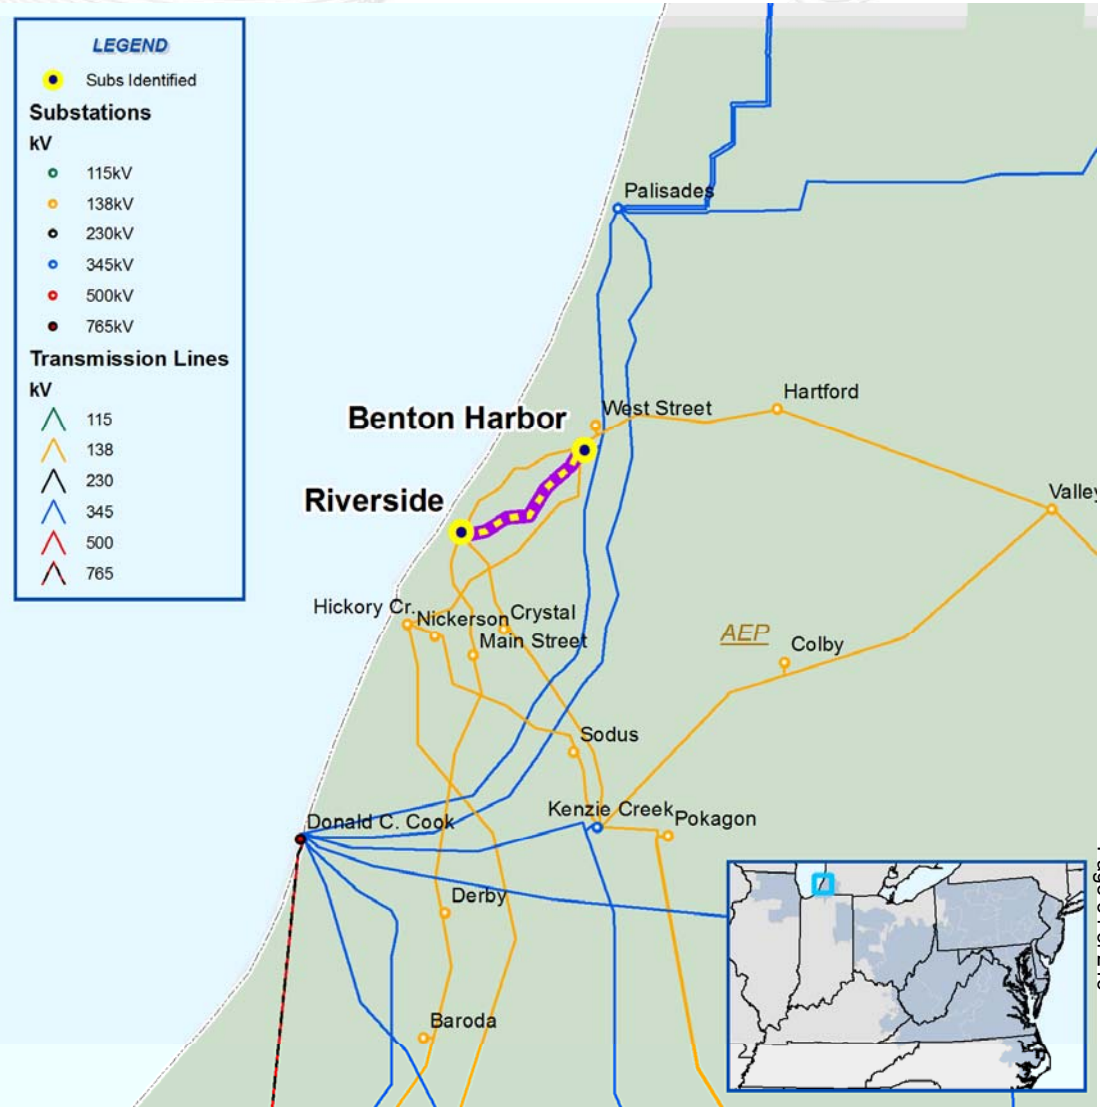 LEGEND
Subs Identified
Substations
kV
115kV
138kV
230kV
345kV
500kV
765kV
Transmission Lines
kV
115
138
230
345
500
765
Palisades
Hartford
West Street
Benton Harbor
Riverside
Valley
Hickory Cr.
Nickerson
Crystal
Main Street
AEP
Colby
Sodus
Kenzie Creek
Pokagon
Donald C. Cook
Derby
Baroda